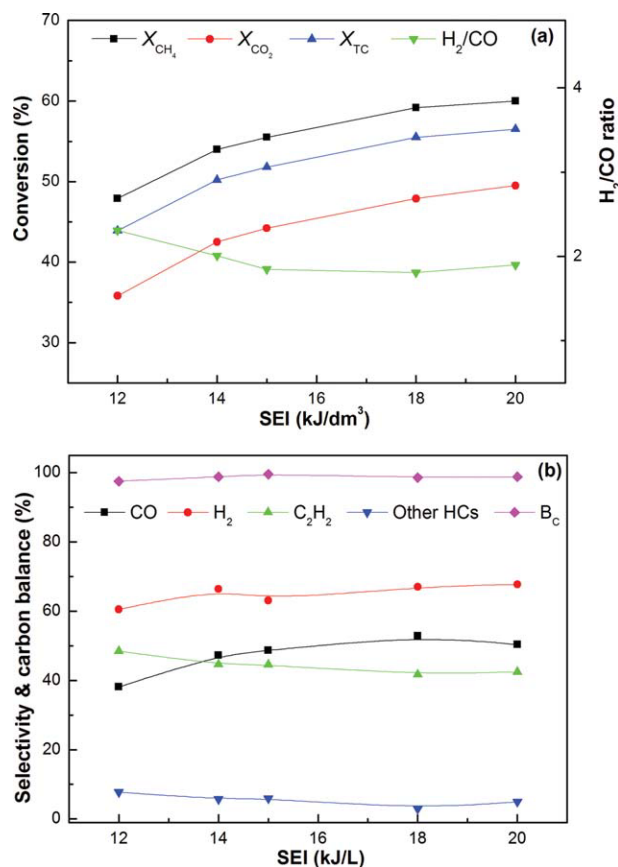 X_CH₄ X_CO₂ X_TC H₂/CO (a)
70
60
50
40
30
Conversion (%)
4
2
H₂/CO ratio
12 14 16 18 20
SEI (kJ/dm³)
(b)
CO H₂ C₂H₂ Other HCs B_C
100
80
60
40
20
0
Selectivity & carbon balance (%)
12 14 16 18 20
SEI (kJ/L)